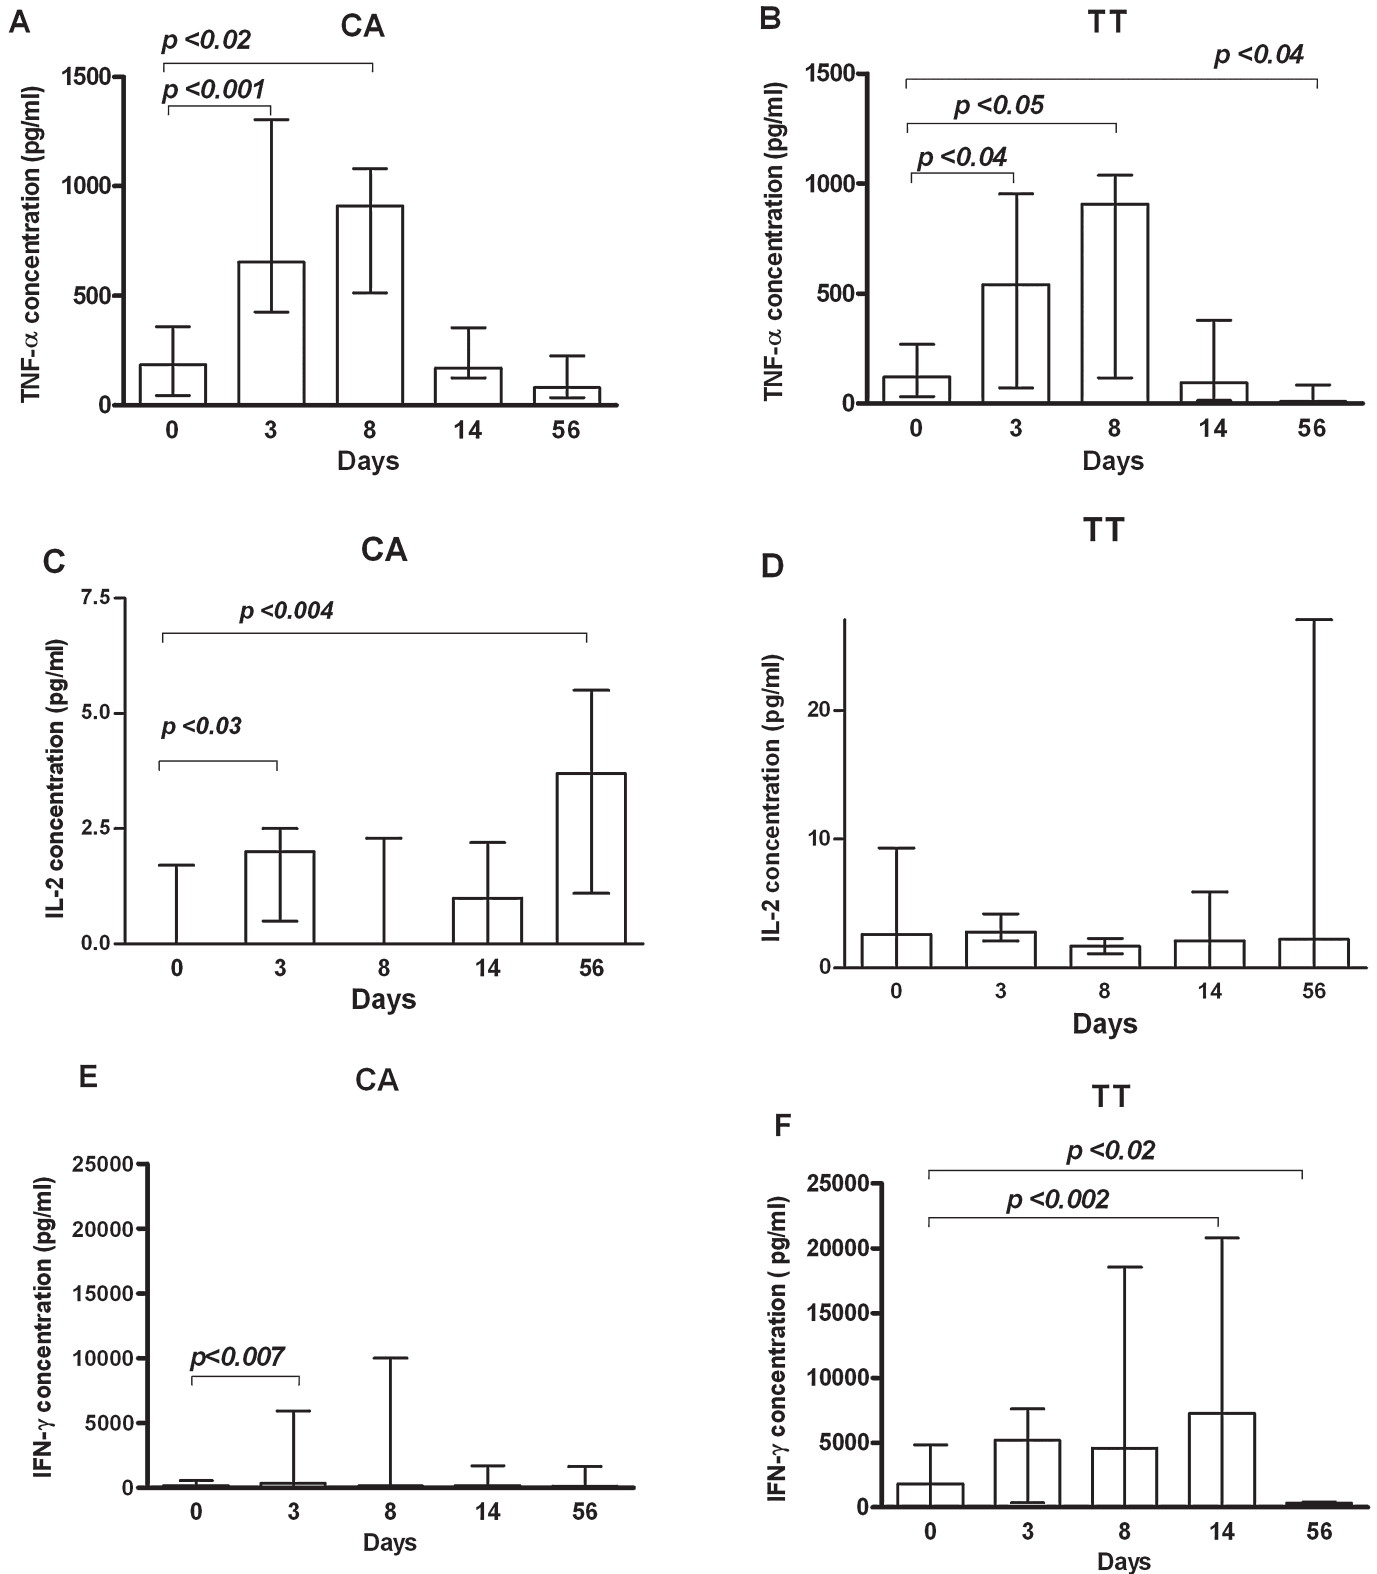 A
CA
p <0.02
p <0.001
TNF-α concentration (pg/ml)
1500
1000
500
0
0 3 8 14 56
Days
B
TT
p <0.04
p <0.05
p <0.04
TNF-α concentration (pg/ml)
1500
1000
500
0
0 3 8 14 56
Days
C
CA
p <0.004
p <0.03
IL-2 concentration (pg/ml)
7.5
5.0
2.5
0.0
0 3 8 14 56
Days
D
TT
IL-2 concentration (pg/ml)
20
10
0
0 3 8 14 56
Days
E
CA
p<0.007
IFN-γ concentration (pg/ml)
25000
20000
15000
10000
5000
0
0 3 8 14 56
Days
F
TT
p <0.02
p <0.002
IFN-γ concentration ( pg/ml)
25000
20000
15000
10000
5000
0
0 3 8 14 56
Days